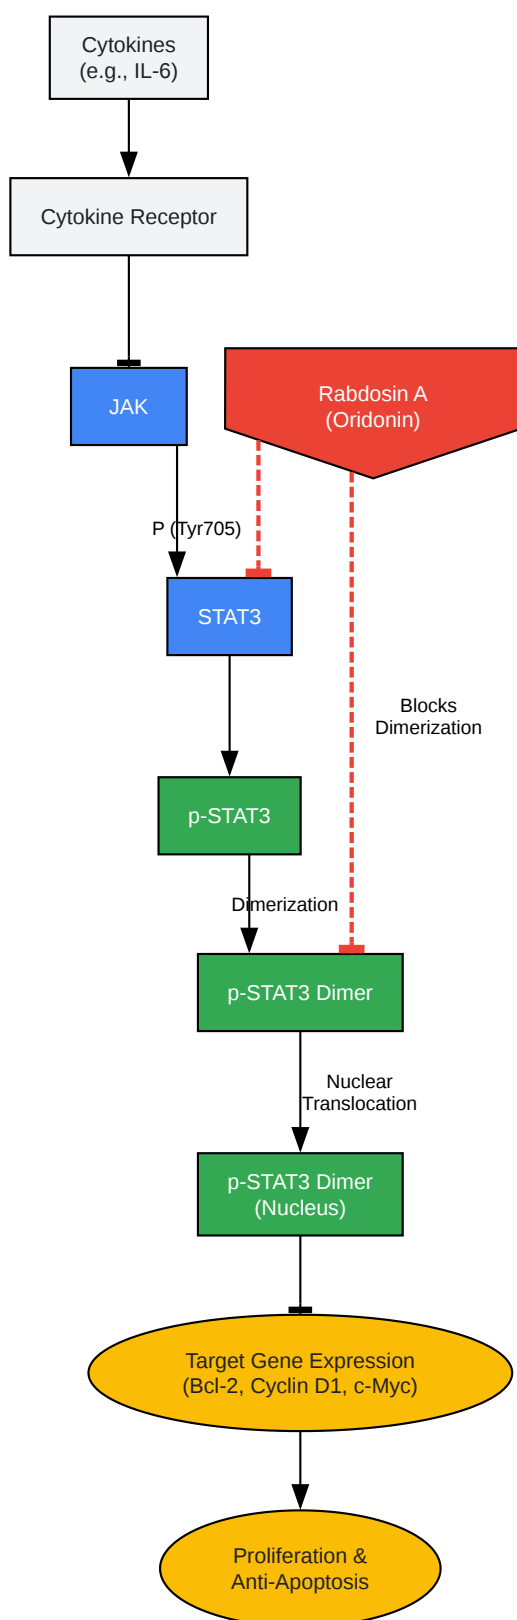 Cytokines
(e.g., IL-6)
Cytokine Receptor
JAK
Rabdosin A
(Oridonin)
P (Tyr705)
STAT3
Blocks
Dimerization
p-STAT3
Dimerization
p-STAT3 Dimer
Nuclear
Translocation
p-STAT3 Dimer
(Nucleus)
Target Gene Expression
(Bcl-2, Cyclin D1, c-Myc)
Proliferation &
Anti-Apoptosis